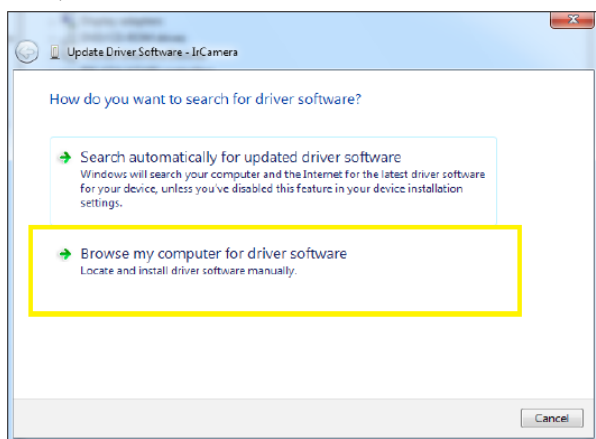 Update Driver Software - IrCamera
How do you want to search for driver software?
Search automatically for updated driver software
Windows will search your computer and the Internet for the latest driver software
for your device, unless you've disabled this feature in your device installation
settings.
Browse my computer for driver software
Locate and install driver software manually.
Cancel